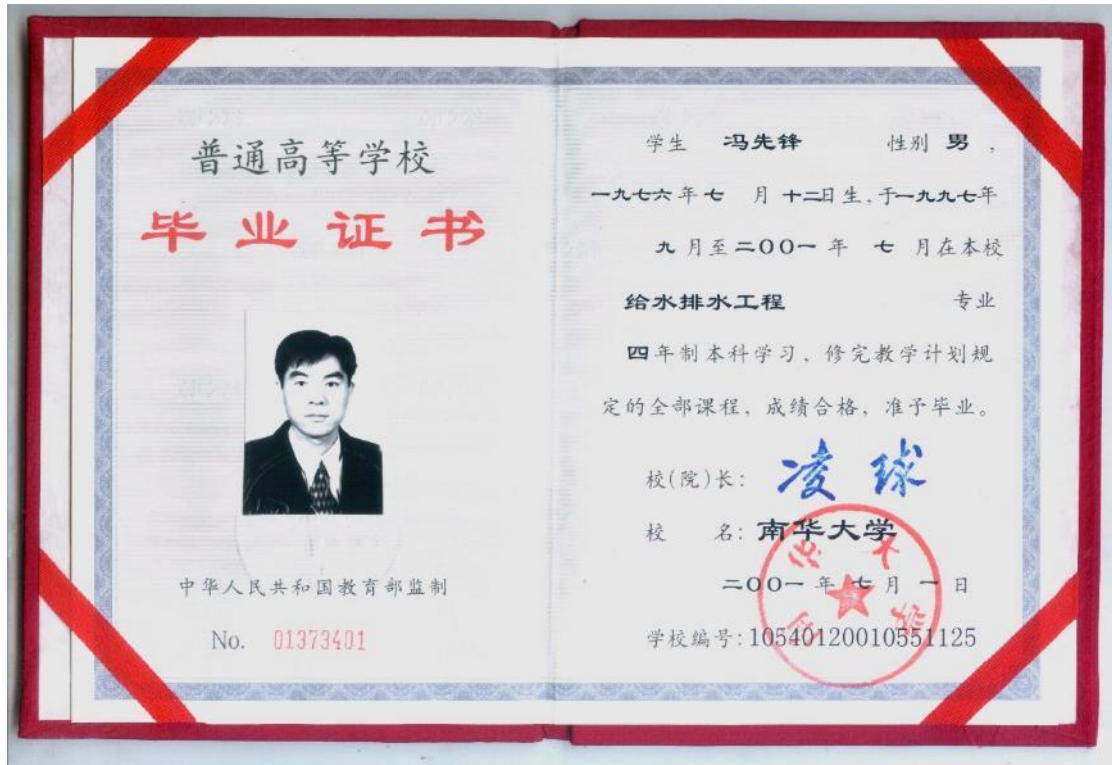 普通高等学校
毕业证书
中华人民共和国教育部监制
No. 01373401
学生 冯先锋 性别 男，
一九七六年七 月 十二日生，于一九九七年
九 月至二〇〇一 年 七 月在本校
给水排水工程 专业
四年制本科学习，修完教学计划规
定的全部课程，成绩合格，准予毕业。
校(院)长：凌球
校 名：南华大学
二〇〇一 年 七 月 一 日
学校编号：10540120010551125